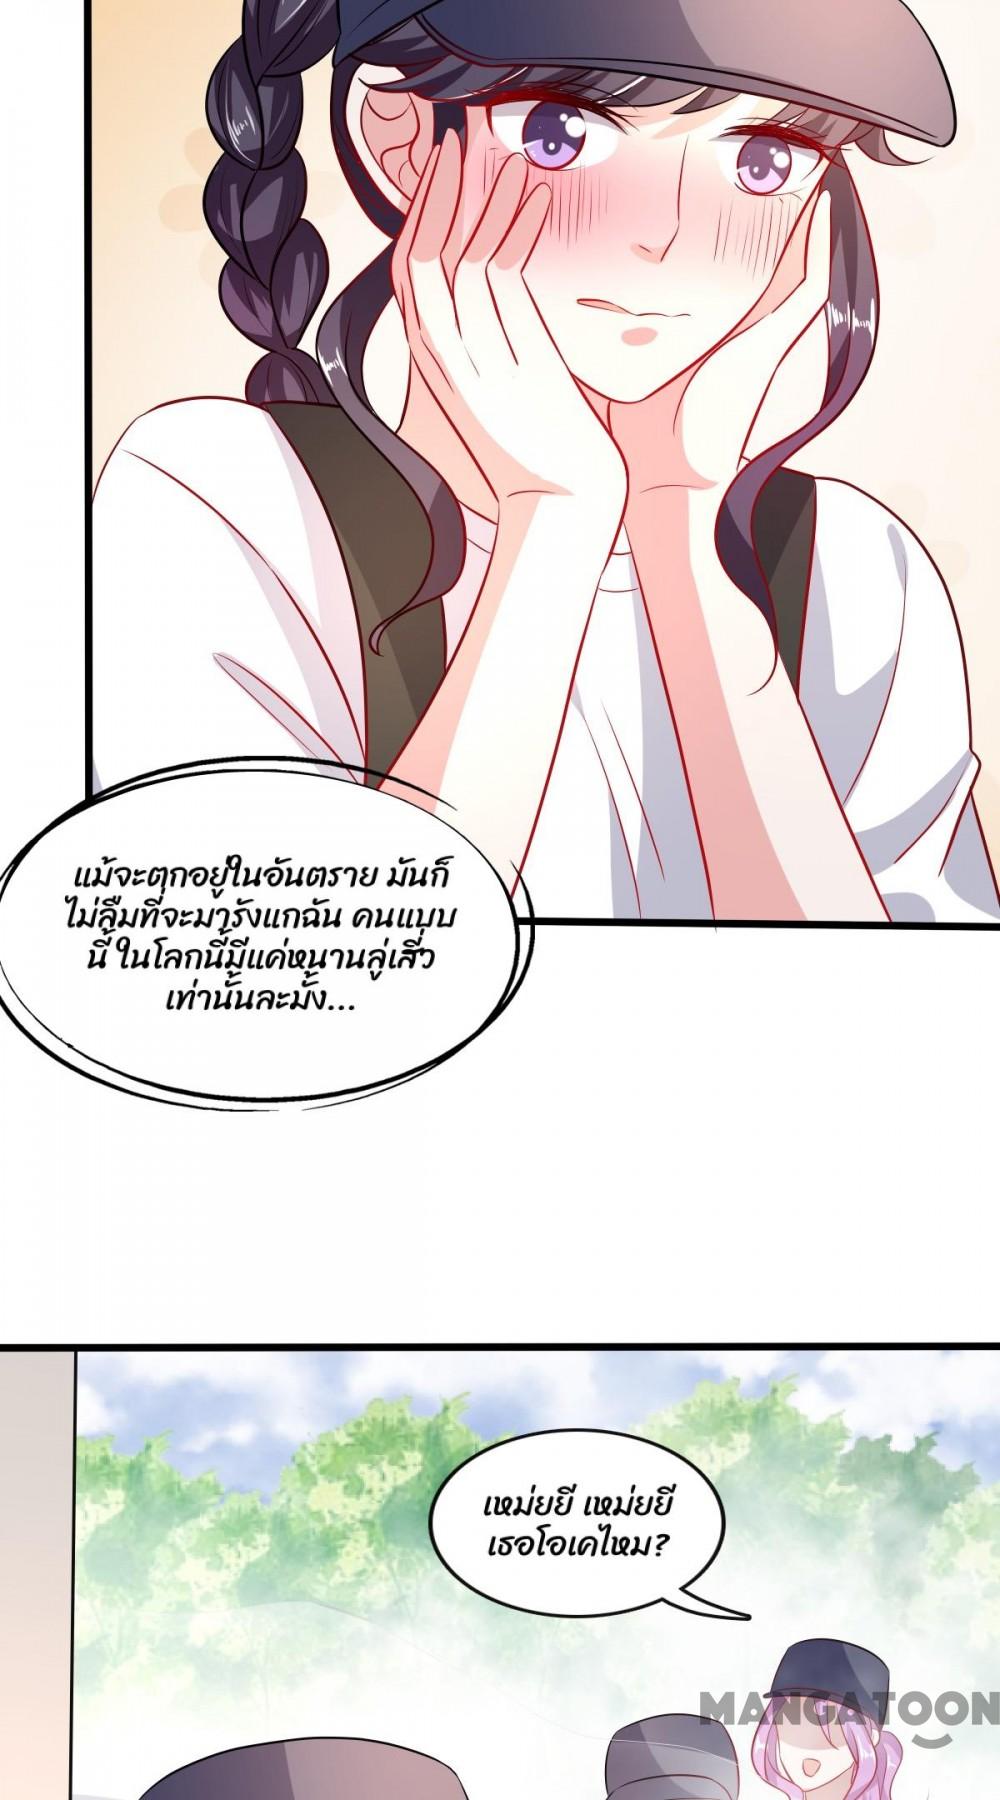 แม้จะตกอยู่ในอันตราย มันก็
ไม่ลืมที่จะมารังแกฉัน คนแบบ
นี้ ในโลกนี้มีแค่หนานลู่เสี่ว
เท่านั้นละมั้ง...
เหม่ยยี เหม่ยยี
เธอโอเคไหม?
MANGATOON